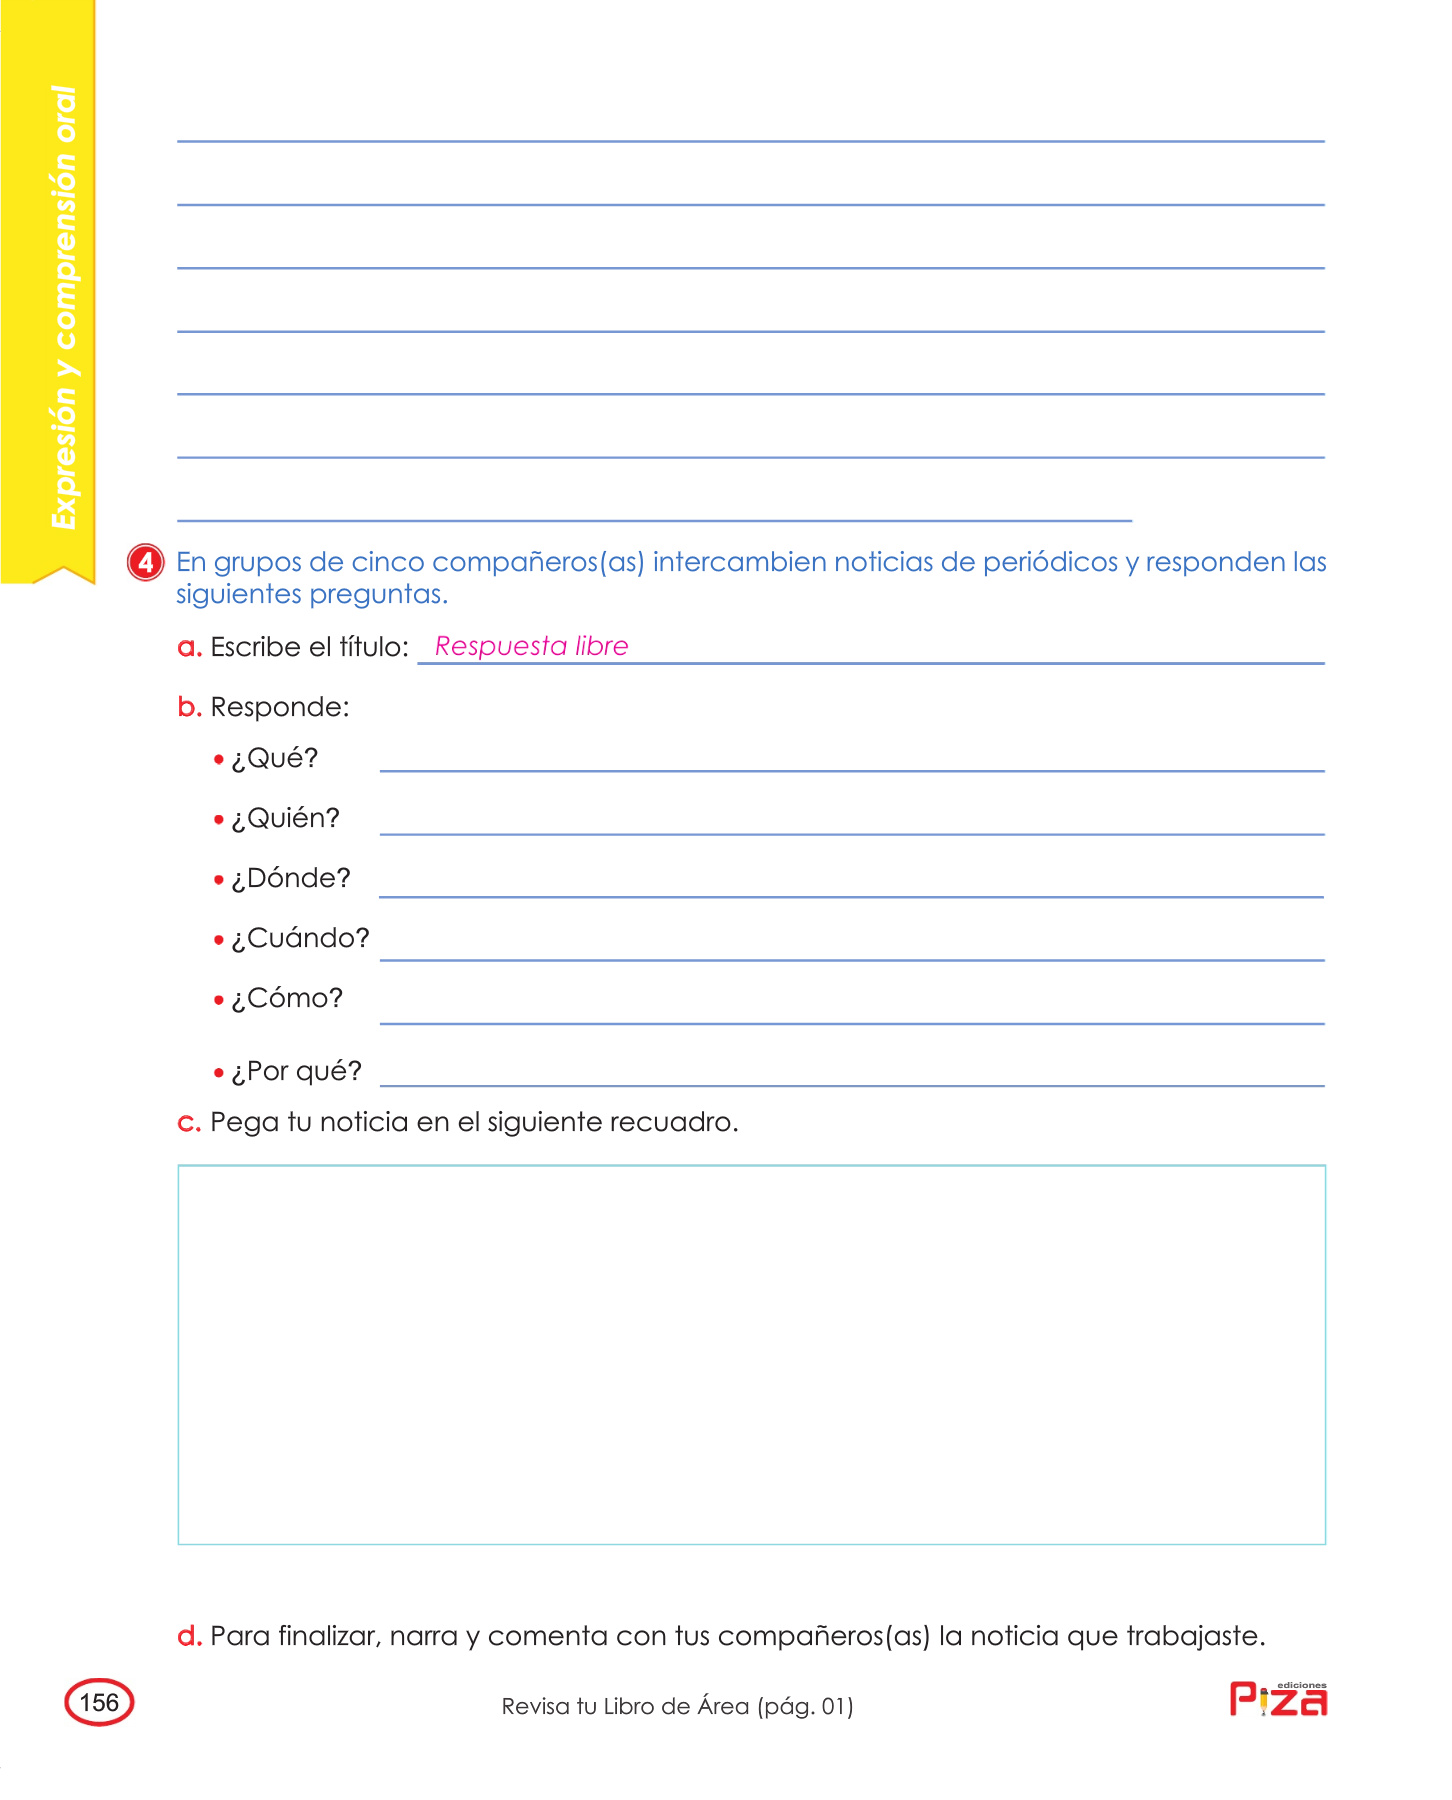 Expresión y comprensión oral
4 En grupos de cinco compañeros(as) intercambien noticias de periódicos y responden las
siguientes preguntas.
a. Escribe el título: Respuesta libre
b. Responde:
• ¿Qué?
• ¿Quién?
• ¿Dónde?
• ¿Cuándo?
• ¿Cómo?
• ¿Por qué?
c. Pega tu noticia en el siguiente recuadro.
d. Para finalizar, narra y comenta con tus compañeros(as) la noticia que trabajaste.
156
Revisa tu Libro de Área (pág. 01)
ediciones
Piza